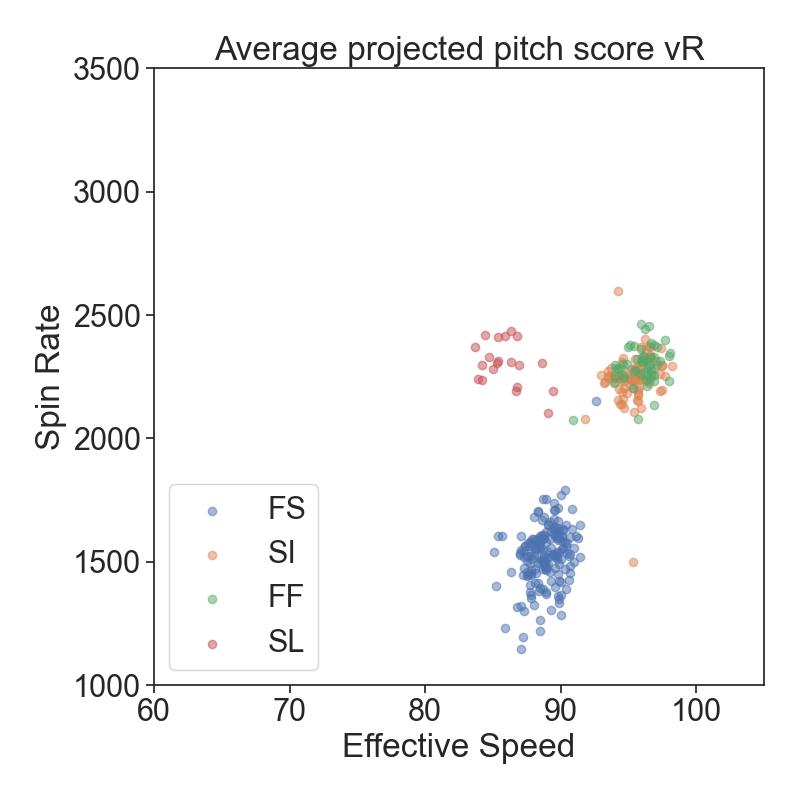 Average projected pitch score vR
3500
3000
2500
2000
1500
1000
Spin Rate
FS
SI
FF
SL
60
70
80
90
100
Effective Speed